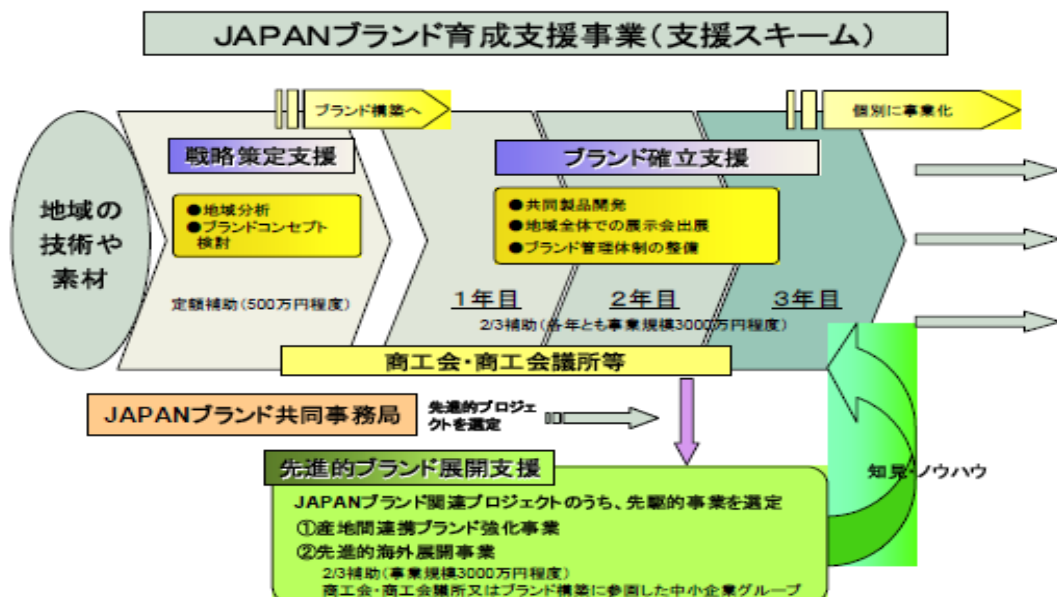 JAPANブランド育成支援事業(支援スキーム)
ブランド構築へ
個別に事業化
戦略策定支援
ブランド確立支援
地域の
技術や
素材
●地域分析
●ブランドコンセプト
検討
●共同製品開発
●地域全体での展示会出展
●ブランド管理体制の整備
定額補助(500万円程度)
1年目
2年目
3年目
2/3補助(各年とも事業規模3000万円程度)
商工会・商工会議所等
JAPANブランド共同事務局
先進的プロジェ
クトを選定
先進的ブランド展開支援
知見・ノウハウ
JAPANブランド関連プロジェクトのうち、先駆的事業を選定
①産地間連携ブランド強化事業
②先進的海外展開事業
2/3補助(事業規模3000万円程度)
商工会・商工会議所又はブランド構築に参画した中小企業グループ